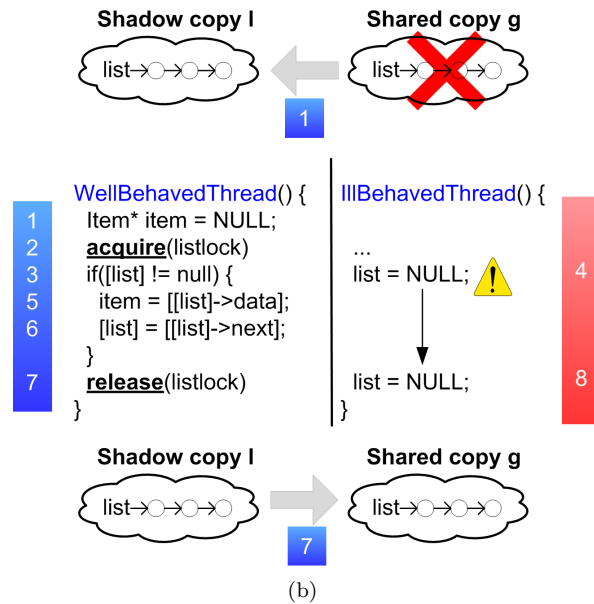 Shadow copy l Shared copy g
list list
1
WellBehavedThread() { IllBehavedThread() {
1 Item* item = NULL;
2 acquire(listlock) ...
3 if([list] != null) { list = NULL; ! 4
5 item = [[list]->data];
6 [list] = [[list]->next];
}
7 release(listlock) list = NULL; 8
} }
Shadow copy l Shared copy g
list list
7
(b)